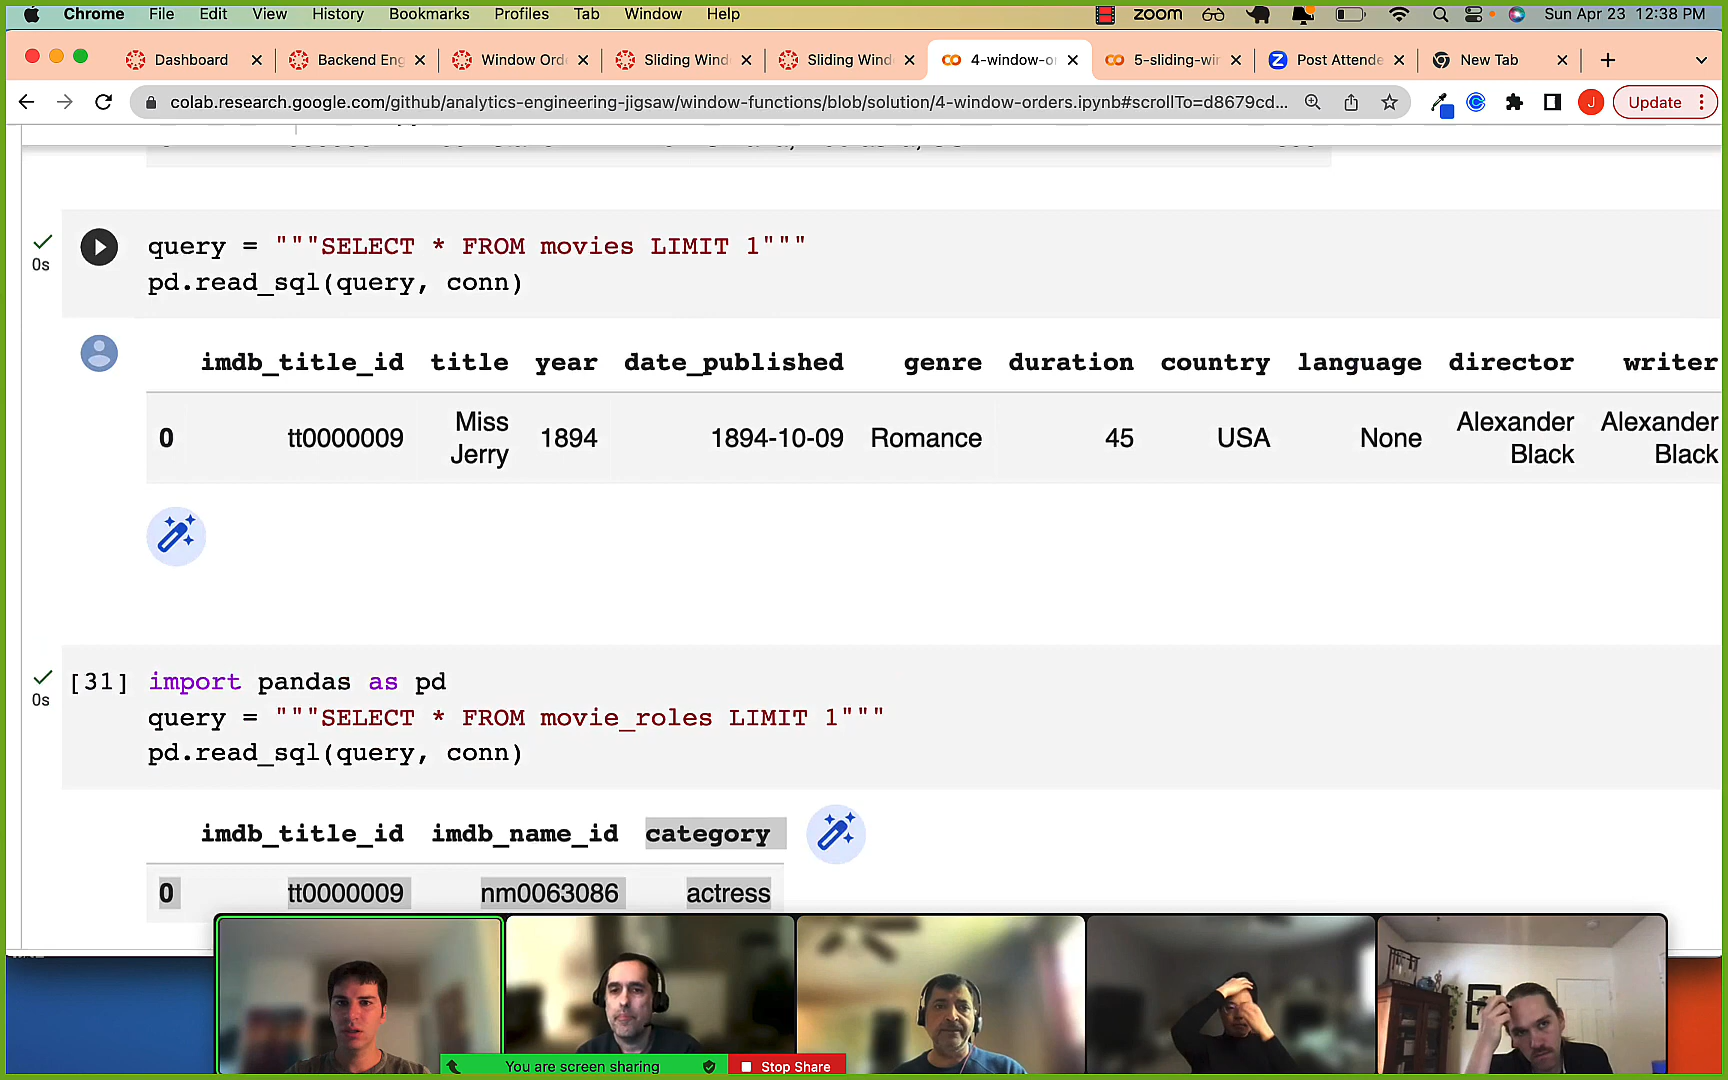 Chrome File Edit View History Bookmarks Profiles Tab Window Help zoom Sun Apr 23 12:38 PM
Dashboard Backend Eng Window Ord Sliding Wind Sliding Wind 4-window-or 5-sliding-wir Post Attende New Tab
colab.research.google.com/github/analytics-engineering-jigsaw/window-functions/blob/solution/4-window-orders.ipynb#scrollTo=d8679cd... J Update
query = """SELECT * FROM movies LIMIT 1"""
0s
pd.read_sql(query, conn)
imdb_title_id title year date_published genre duration country language director writer
0 tt0000009 Miss Jerry 1894 1894-10-09 Romance 45 USA None Alexander Black Alexander Black
[31] import pandas as pd
0s
query = """SELECT * FROM movie_roles LIMIT 1"""
pd.read_sql(query, conn)
imdb_title_id imdb_name_id category
0 tt0000009 nm0063086 actress
You are screen sharing Stop Share